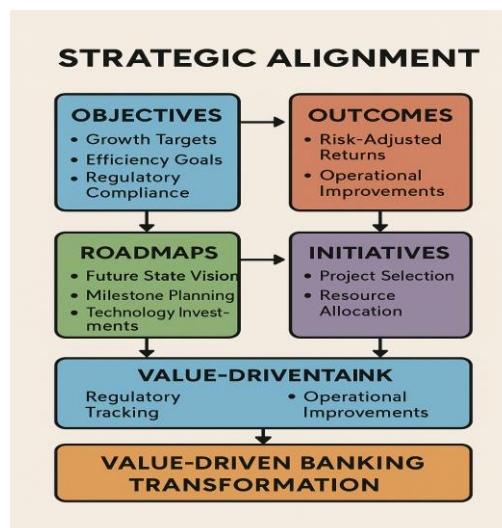 STRATEGIC ALIGNMENT
OBJECTIVES
• Growth Targets
• Efficiency Goals
• Regulatory
Compliance
OUTCOMES
• Risk-Adjusted
Returns
• Operational
Improvements
ROADMAPS
• Future State Vision
• Milestone Planning
• Technology Invest-
ments
INITIATIVES
• Project Selection
• Resource
Allocation
VALUE-DRIVENTAINK
Regulatory
Tracking
• Operational
Improvements
VALUE-DRIVEN BANKING
TRANSFORMATION